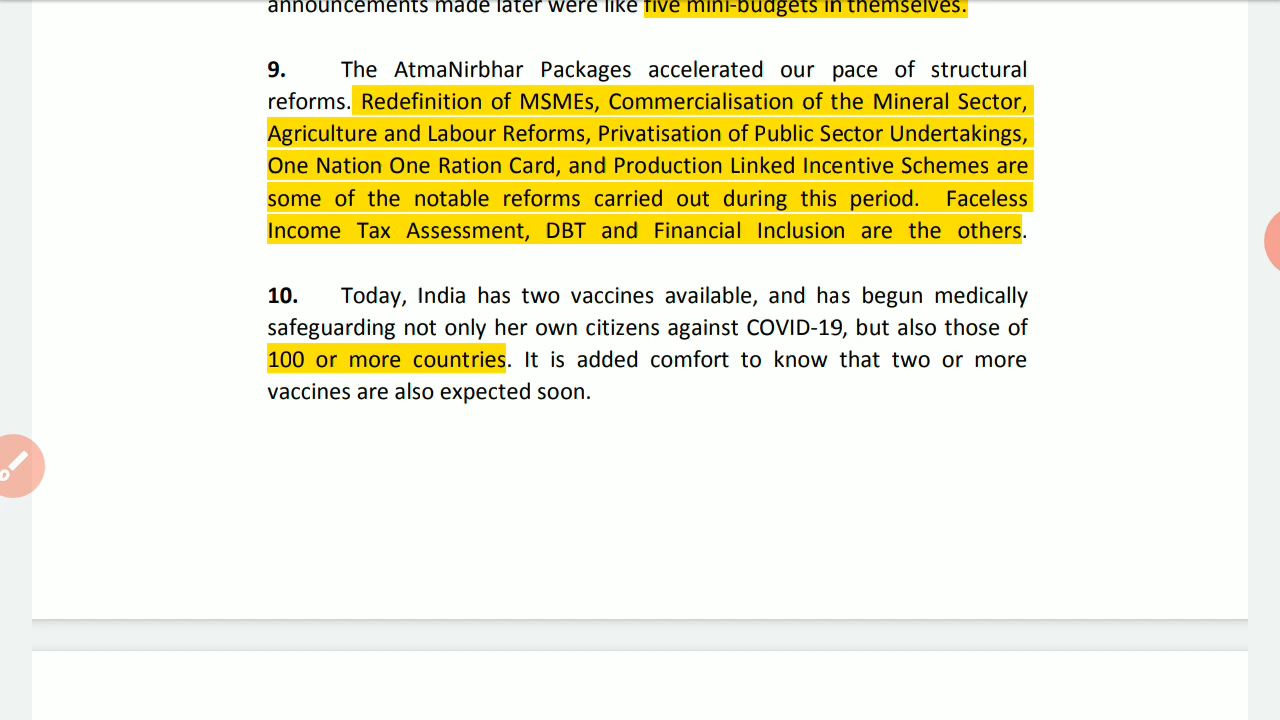 announcements made later were like five mini-budgets in themselves.
9. The AtmaNirbhar Packages accelerated our pace of structural
reforms. Redefinition of MSMEs, Commercialisation of the Mineral Sector,
Agriculture and Labour Reforms, Privatisation of Public Sector Undertakings,
One Nation One Ration Card, and Production Linked Incentive Schemes are
some of the notable reforms carried out during this period. Faceless
Income Tax Assessment, DBT and Financial Inclusion are the others.
10. Today, India has two vaccines available, and has begun medically
safeguarding not only her own citizens against COVID-19, but also those of
100 or more countries. It is added comfort to know that two or more
vaccines are also expected soon.